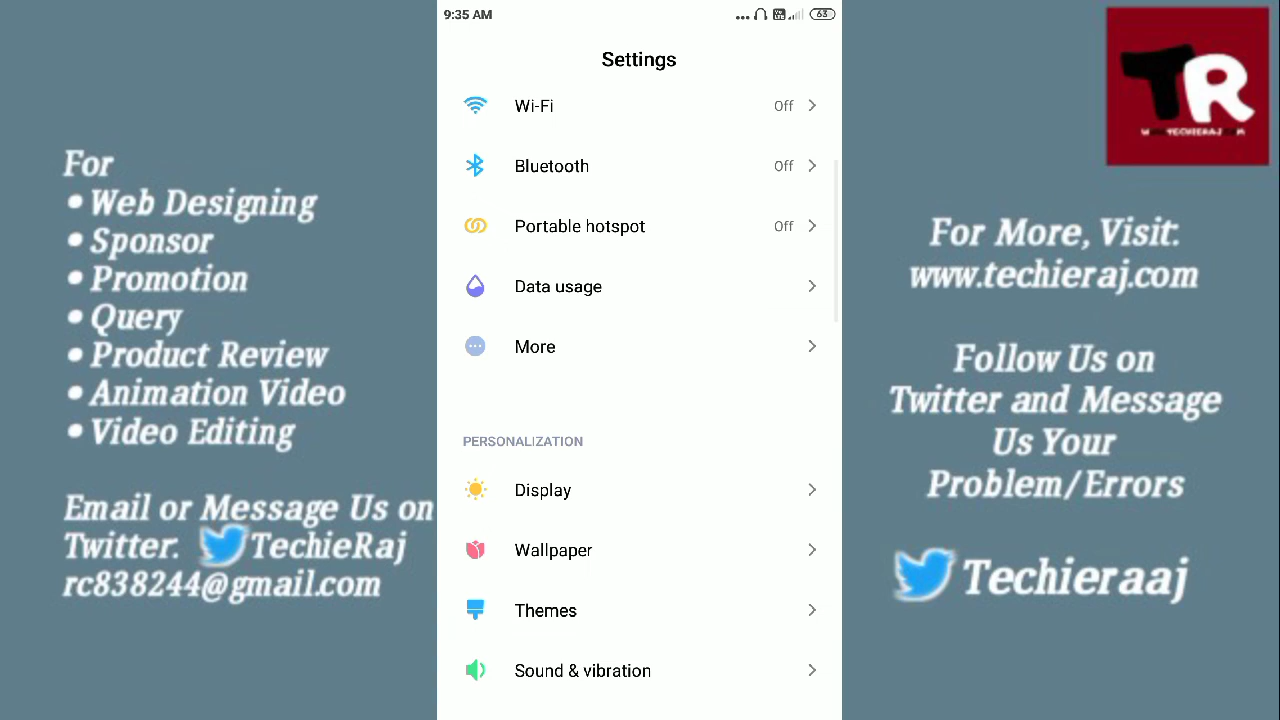 For
• Web Designing
• Sponsor
• Promotion
• Query
• Product Review
• Animation Video
• Video Editing
Email or Message Us on
Twitter. TechieRaj
rc838244@gmail.com
9:35 AM
63
Settings
Wi-Fi Off
Bluetooth Off
Portable hotspot Off
Data usage
More
PERSONALIZATION
Display
Wallpaper
Themes
Sound & vibration
TR
For More, Visit:
www.techieraj.com
Follow Us on
Twitter and Message
Us Your
Problem/Errors
Techieraaj